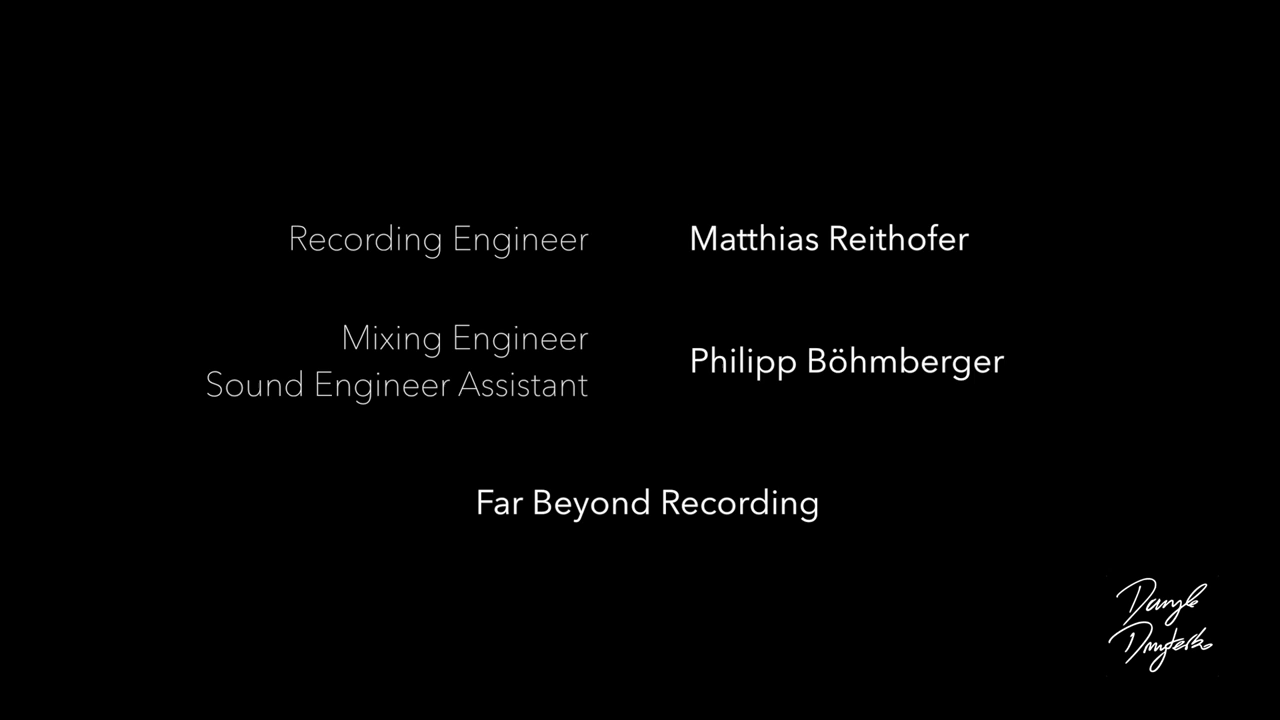 Recording Engineer Matthias Reithofer
Mixing Engineer
Sound Engineer Assistant Philipp Böhmberger
Far Beyond Recording